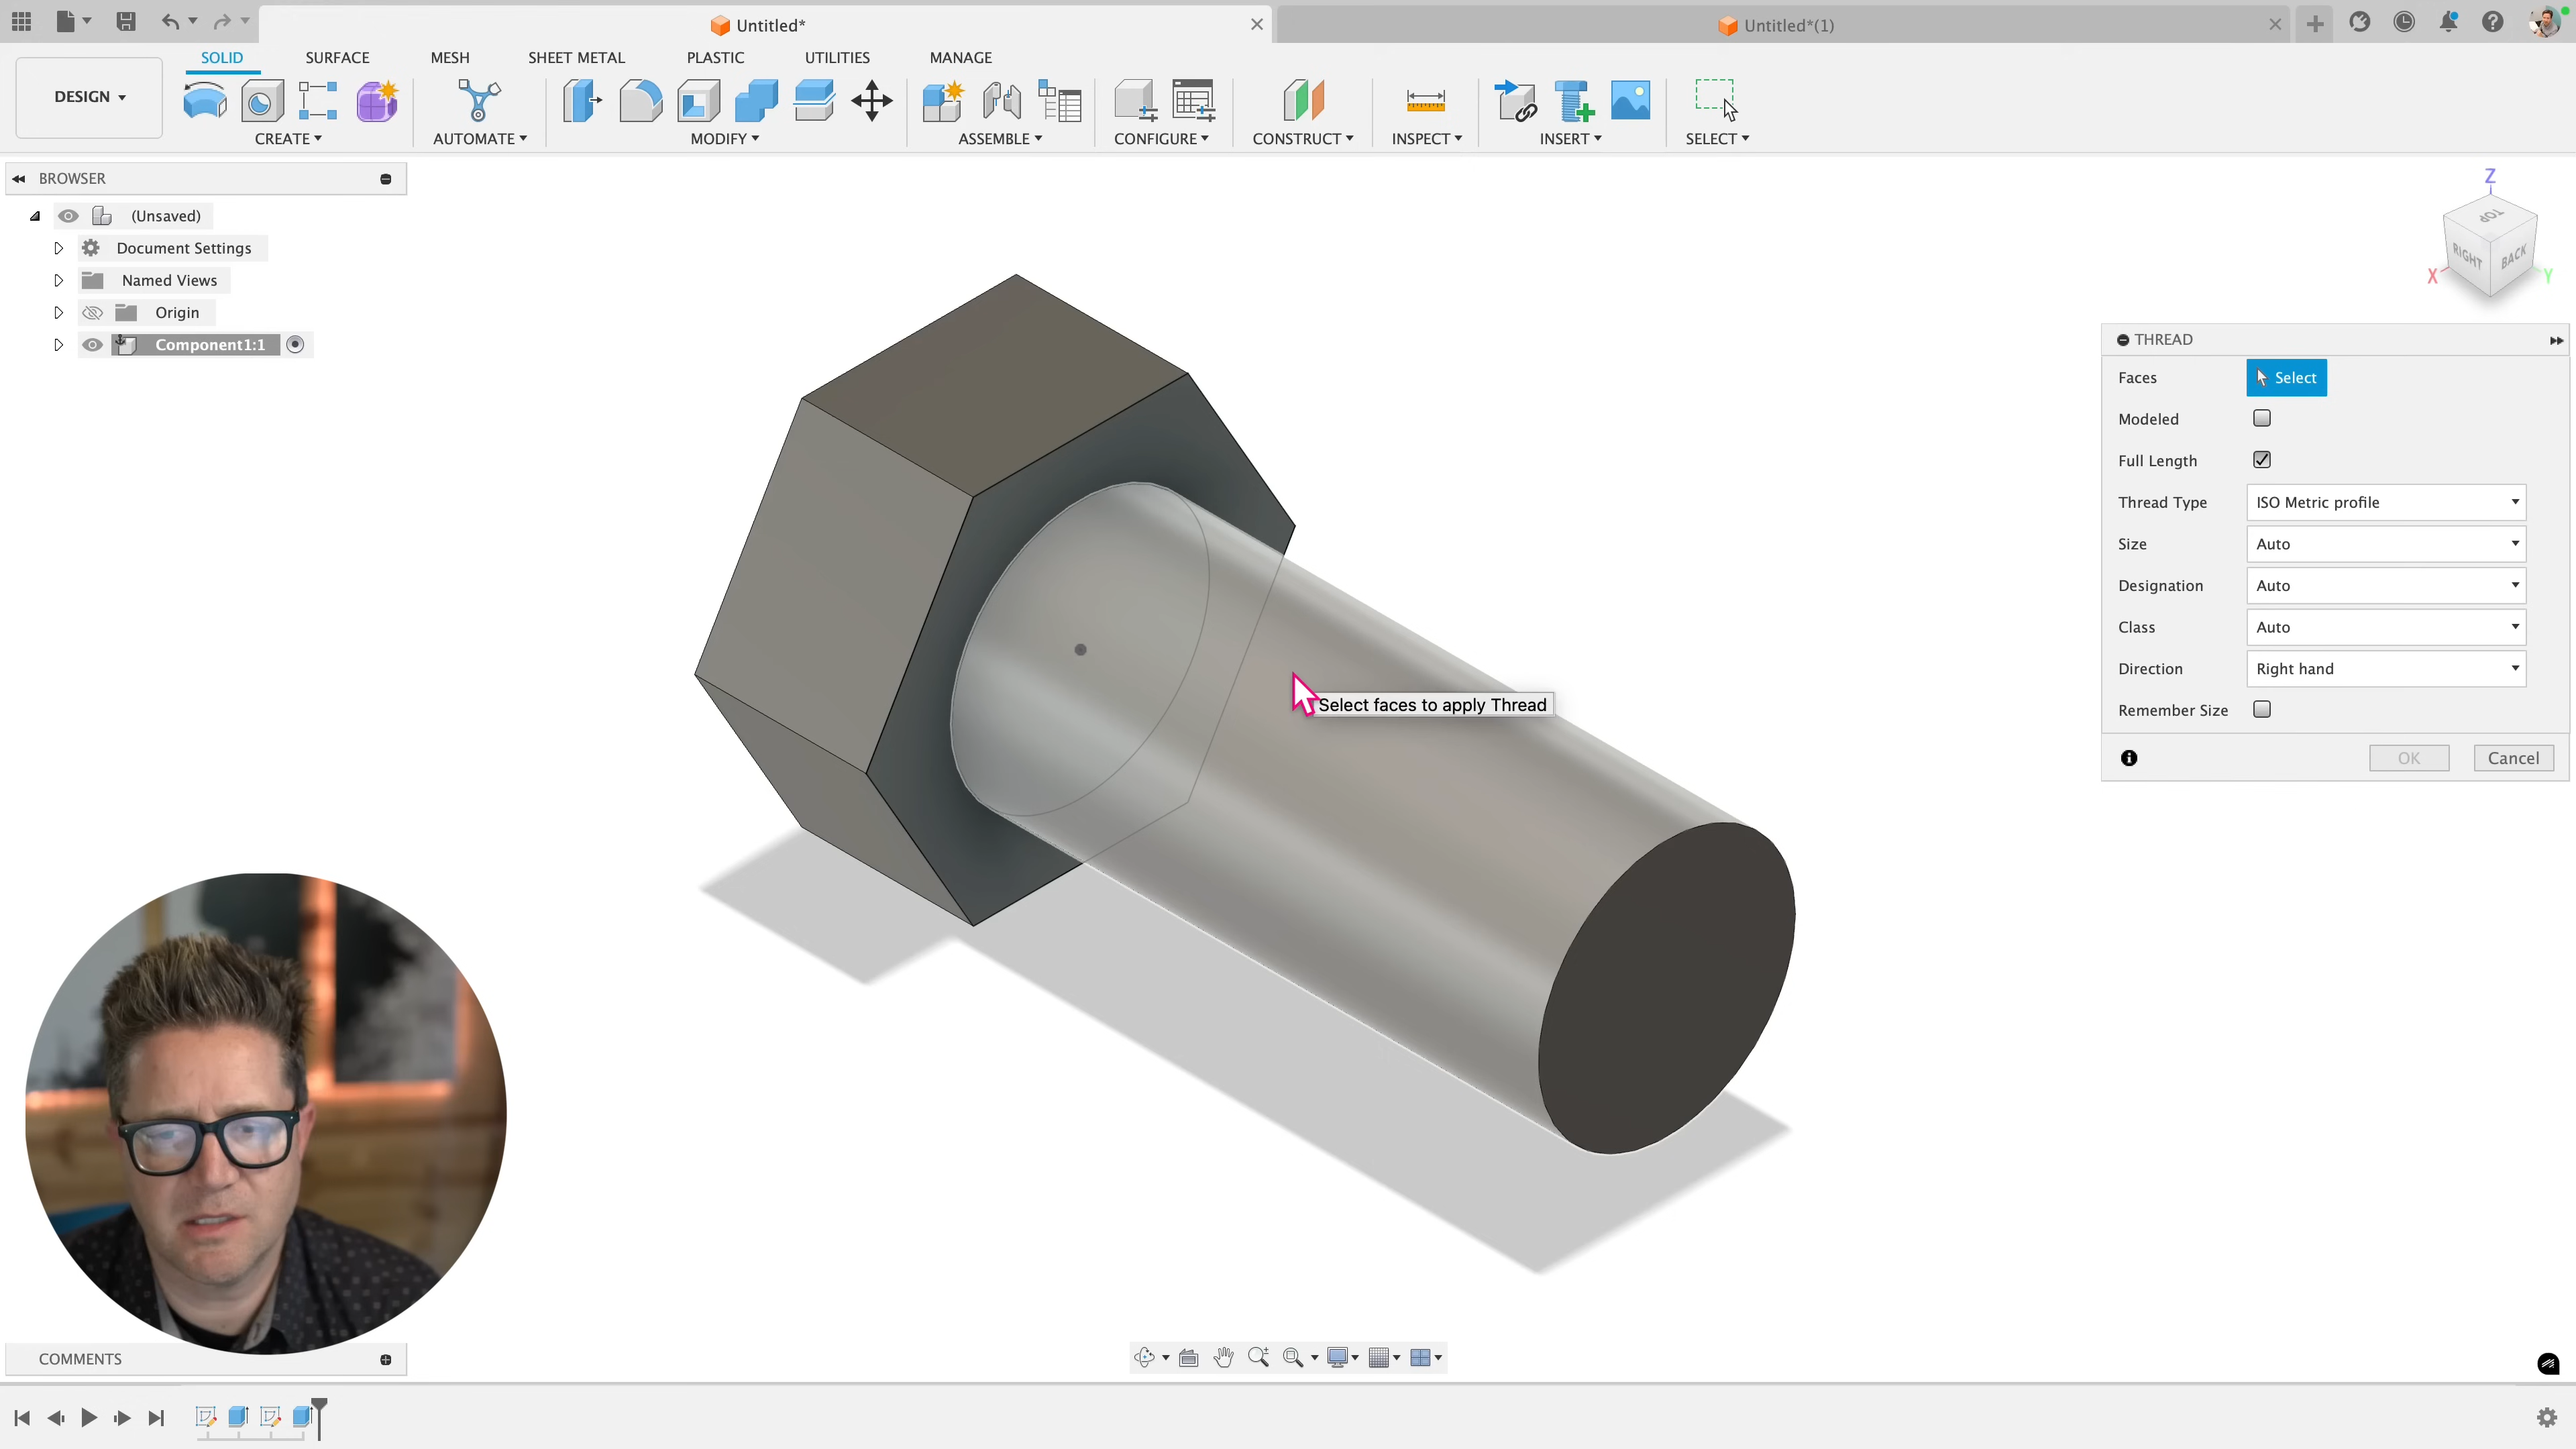 Untitled*
Untitled*(1)
SOLID
SURFACE
MESH
SHEET METAL
PLASTIC
UTILITIES
MANAGE
DESIGN
CREATE
AUTOMATE
MODIFY
ASSEMBLE
CONFIGURE
CONSTRUCT
INSPECT
INSERT
SELECT
BROWSER
(Unsaved)
Document Settings
Named Views
Origin
Component1:1
Z
TOP
RIGHT
BACK
X
Y
THREAD
Faces
Select
Modeled
Full Length
Thread Type
ISO Metric profile
Size
Auto
Designation
Auto
Class
Auto
Direction
Right hand
Remember Size
OK
Cancel
Select faces to apply Thread
COMMENTS